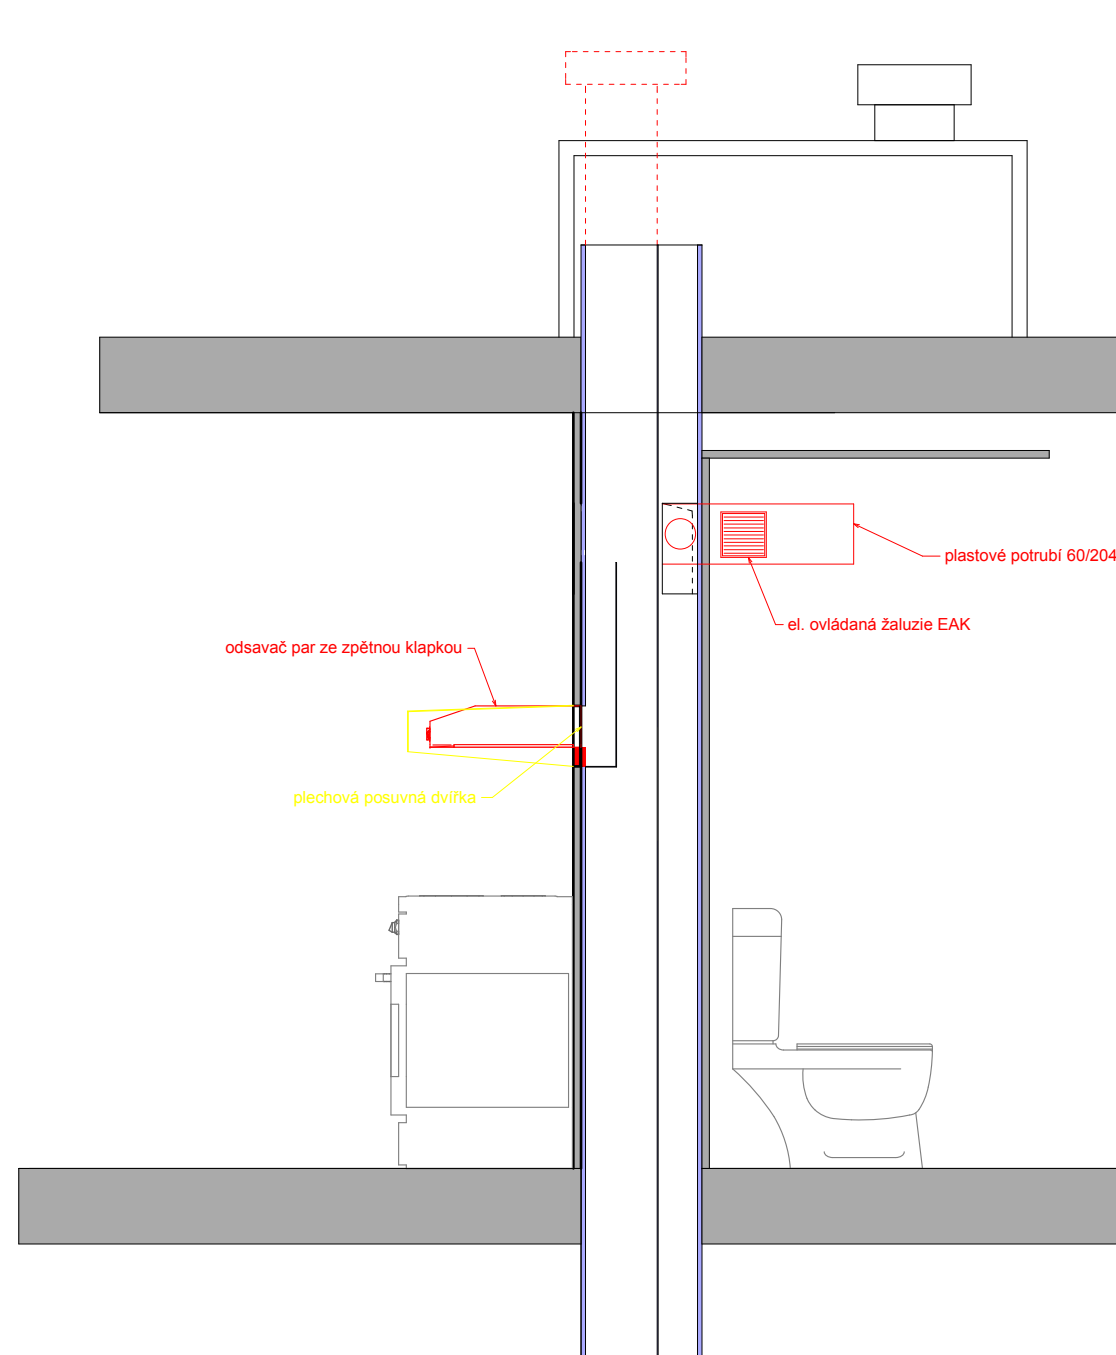 plastové potrubí 60/204
el. ovládaná žaluzie EAK
odsavač par ze zpětnou klapkou
plechová posuvná dvířka